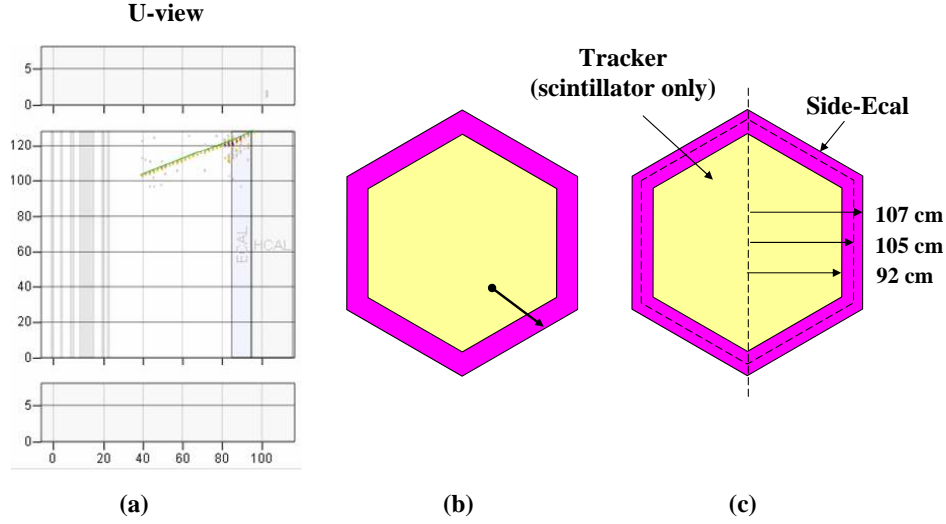 U-view
5
0
120
100
80
60
40
20
0
ECAL
HCAL
5
0
0
20
40
60
80
100
Tracker
(scintillator only)
Side-Ecal
107 cm
105 cm
92 cm
(a)
(b)
(c)